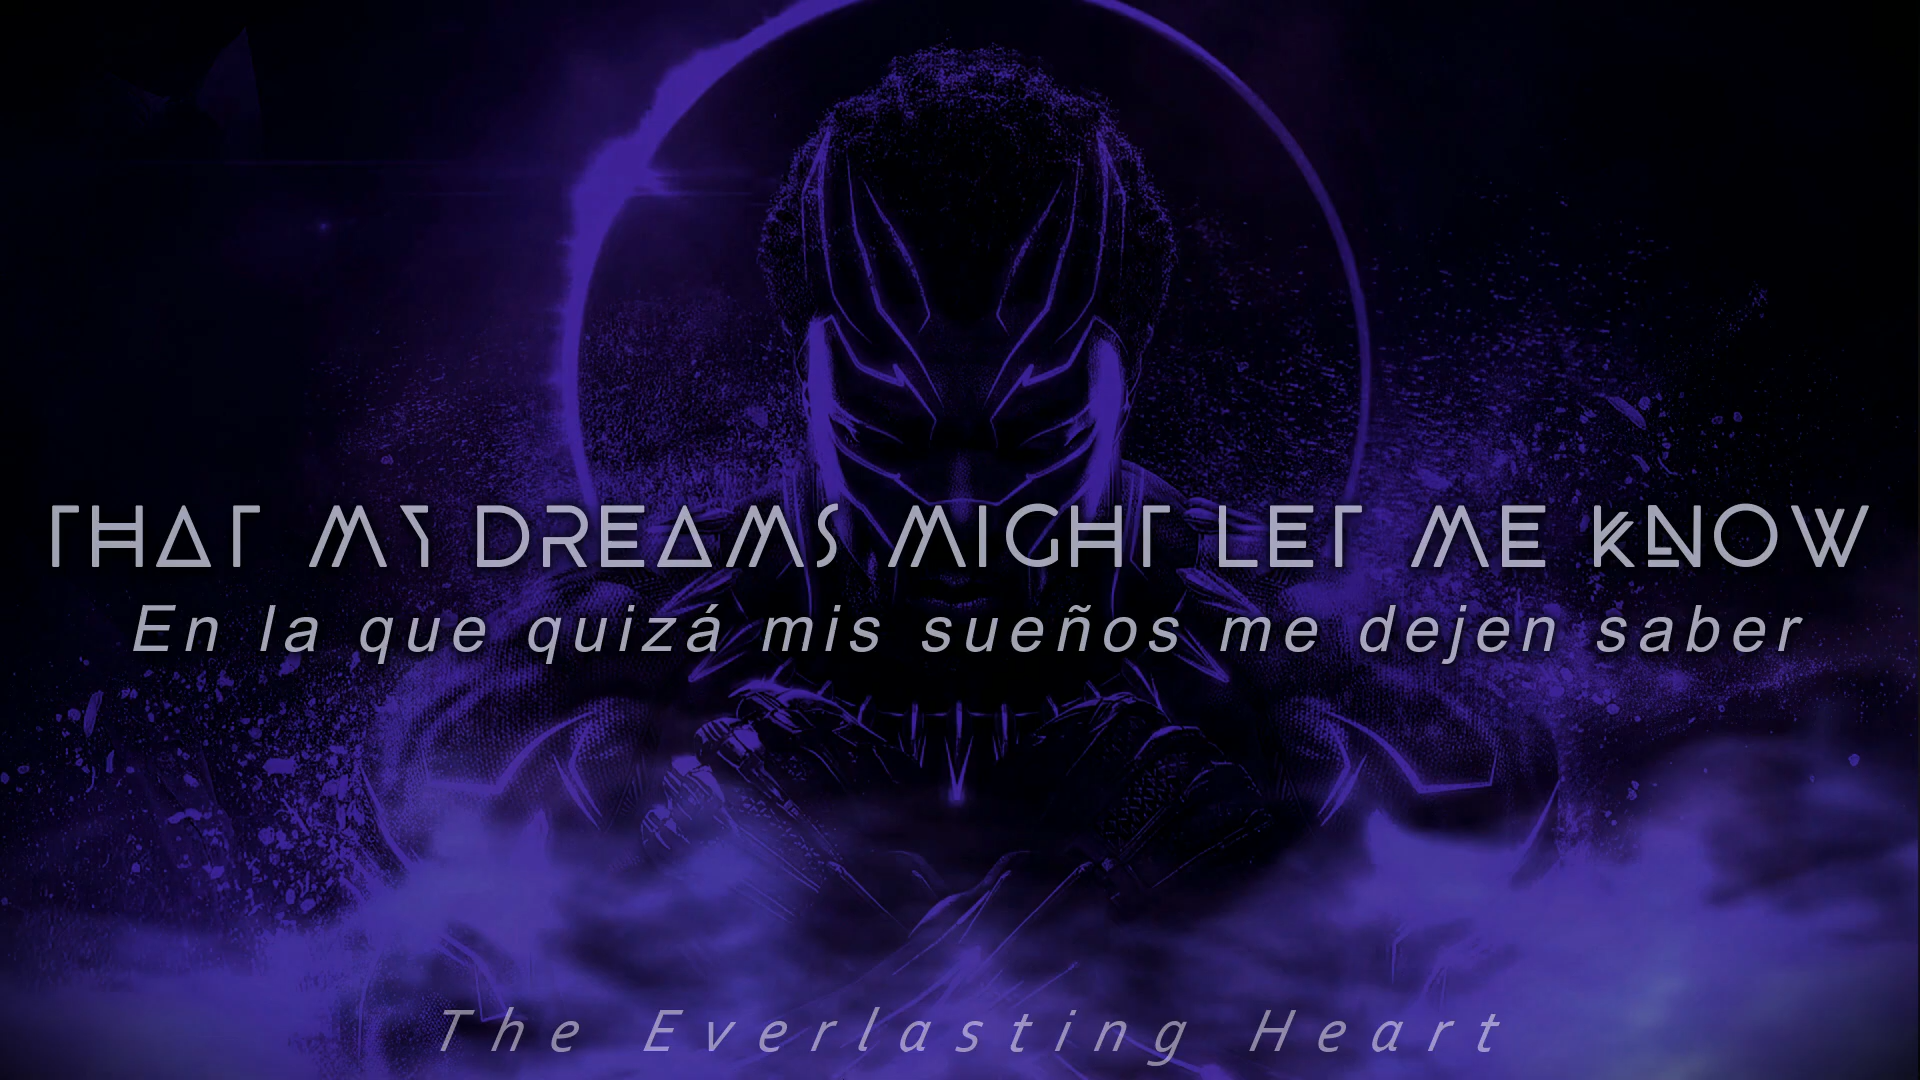 THAT MY DREAMS MIGHT LET ME KNOW
En la que quizá mis sueños me dejen saber
The Everlasting Heart